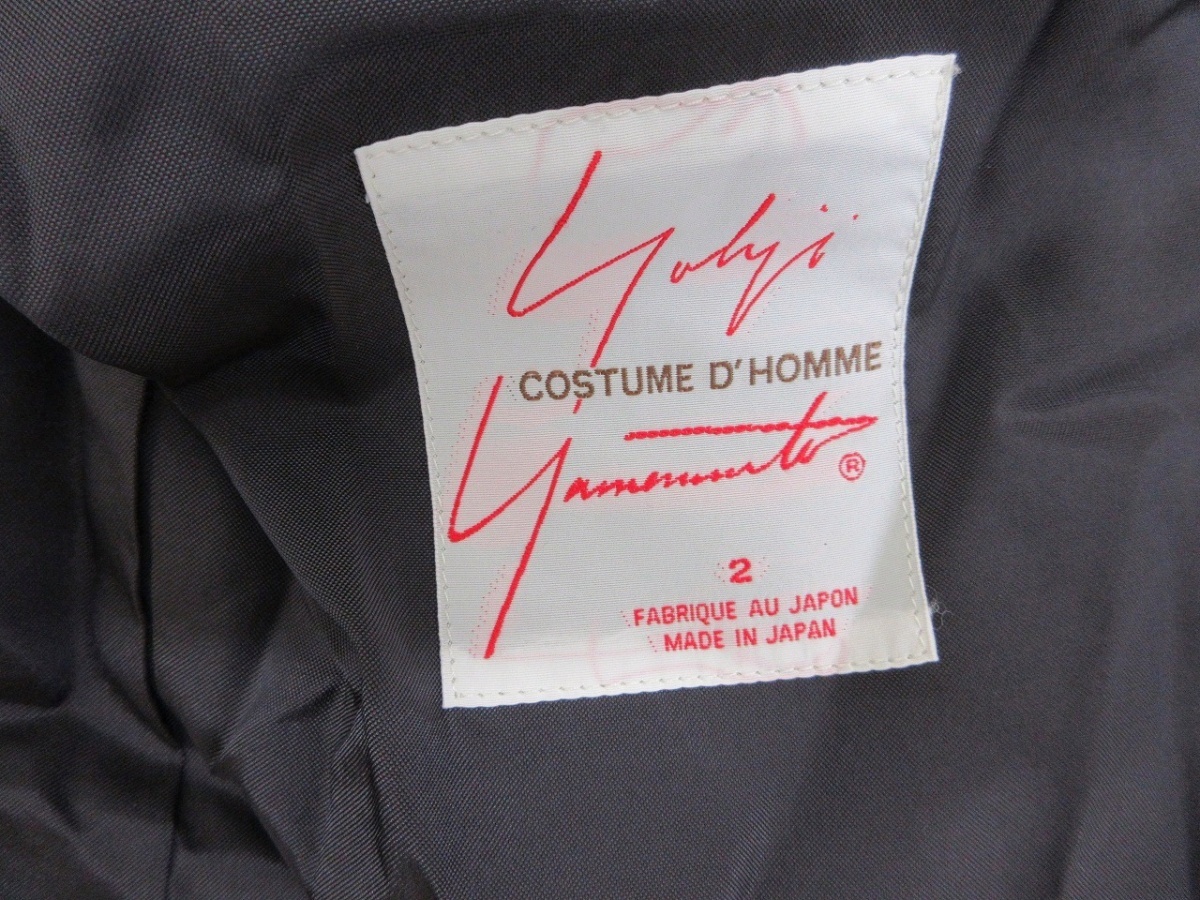 Yohji
COSTUME D'HOMME
Yamamoto ®
2
FABRIQUE AU JAPON
MADE IN JAPAN